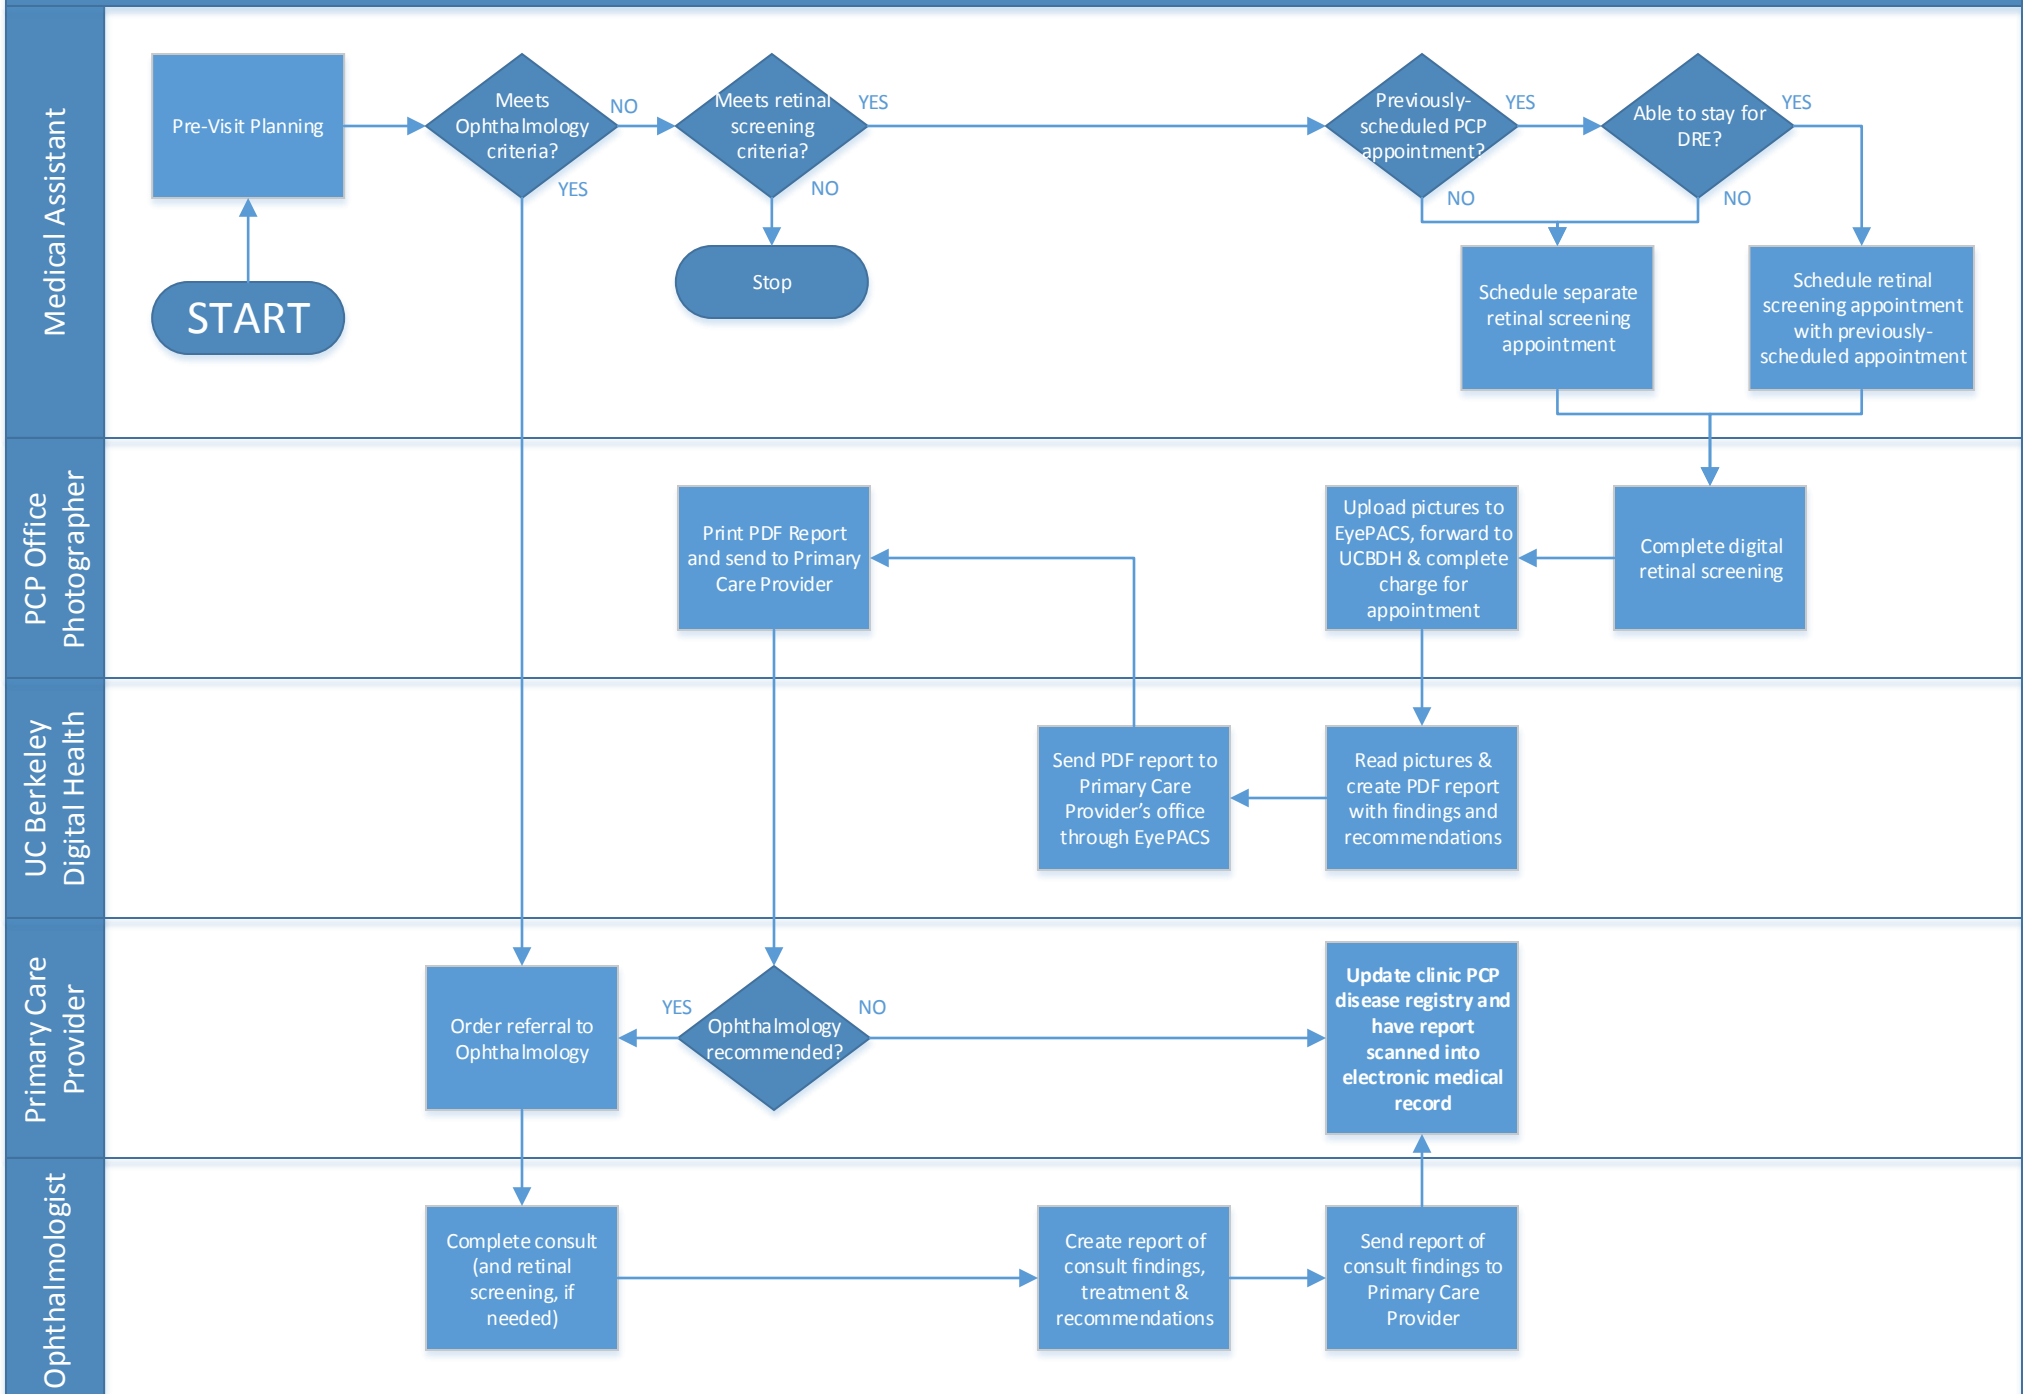 Medical Assistant
Pre-Visit Planning
START
Meets
Ophthalmology
criteria?
NO
YES
Meets retinal
screening
criteria?
YES
NO
Stop
Previously-
scheduled PCP
appointment?
YES
NO
Able to stay for
DRE?
YES
NO
Schedule separate
retinal screening
appointment
Schedule retinal
screening appointment
with previously-
scheduled appointment
PCP Office
Photographer
Print PDF Report
and send to Primary
Care Provider
Upload pictures to
EyePACS, forward to
UCBDH & complete
charge for
appointment
Complete digital
retinal screening
UC Berkeley
Digital Health
Send PDF report to
Primary Care
Provider's office
through EyePACS
Read pictures &
create PDF report
with findings and
recommendations
Primary Care
Provider
Order referral to
Ophthalmology
YES
Ophthalmology
recommended?
NO
Update clinic PCP
disease registry and
have report
scanned into
electronic medical
record
Ophthalmologist
Complete consult
(and retinal
screening, if
needed)
Create report of
consult findings,
treatment &
recommendations
Send report of
consult findings to
Primary Care
Provider